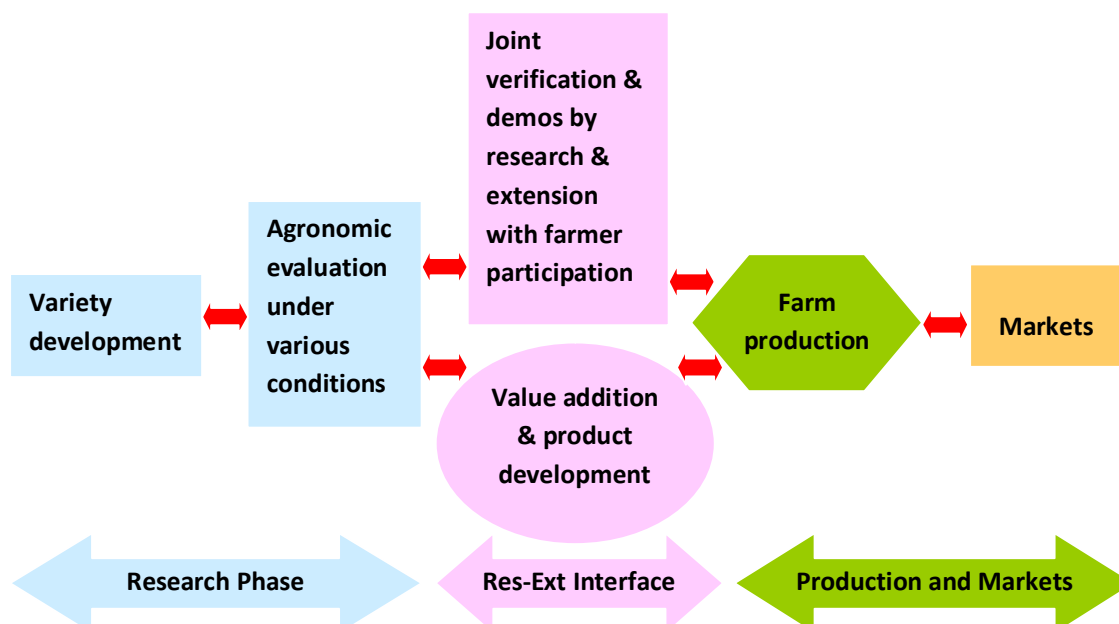 Variety
development
Agronomic
evaluation
under
various
conditions
Joint
verification &
demos by
research &
extension
with farmer
participation
Value addition
& product
development
Farm
production
Markets
Research Phase
Res-Ext Interface
Production and Markets